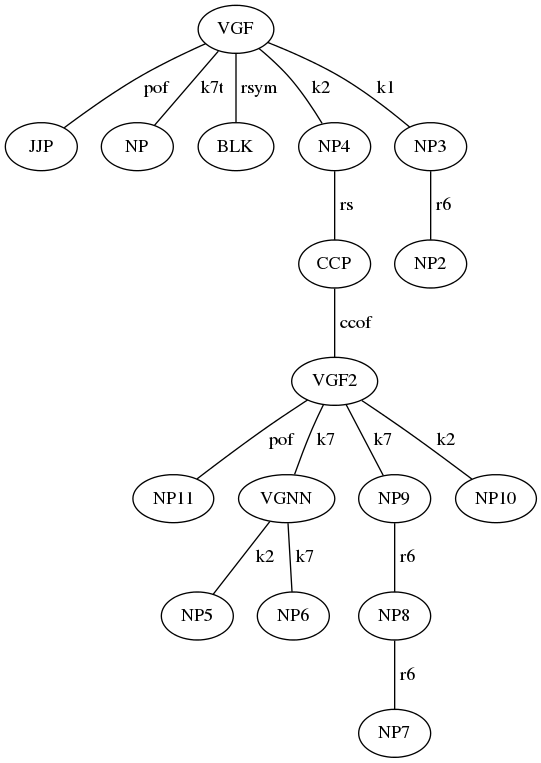 VGF
pof k7t rsym k2 k1
JJP NP BLK NP4 NP3
rs r6
CCP NP2
ccof
VGF2
pof k7 k7 k2
NP11 VGNN NP9 NP10
k2 k7 r6
NP5 NP6 NP8
r6
NP7